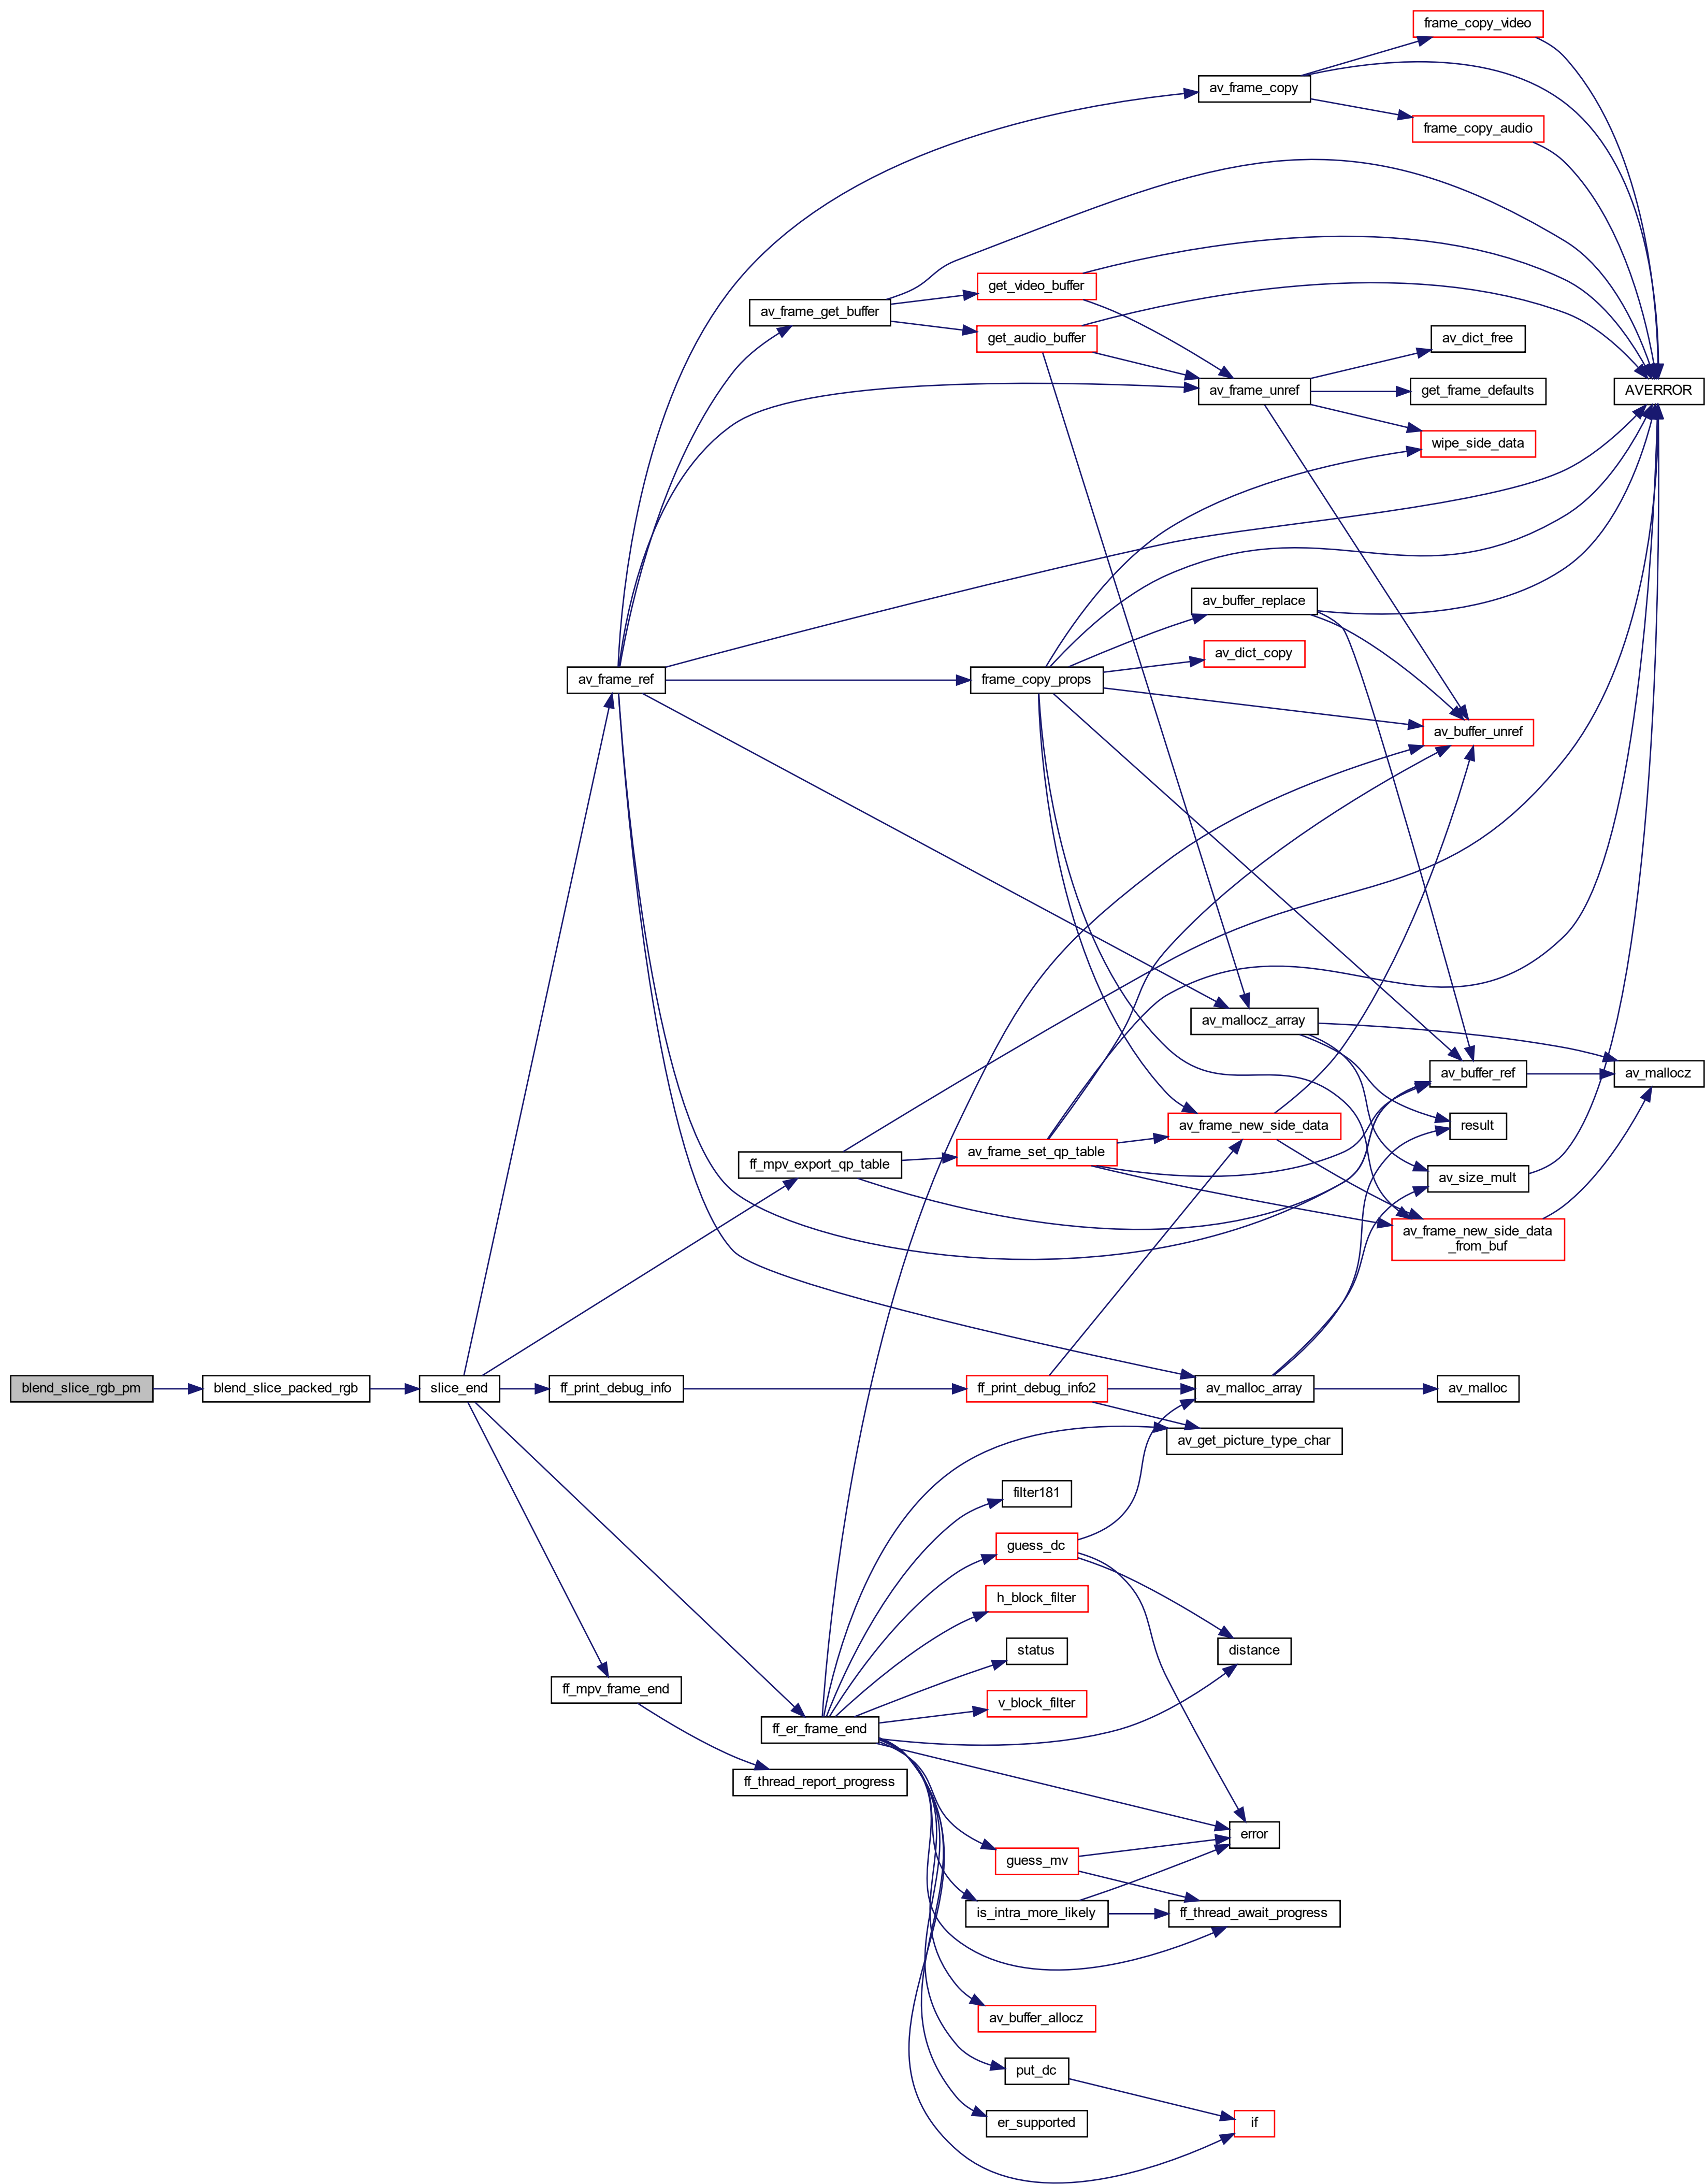 frame_copy_video
av_frame_copy
frame_copy_audio
get_video_buffer
av_frame_get_buffer
get_audio_buffer
av_dict_free
av_frame_unref
get_frame_defaults
AVERROR
wipe_side_data
av_buffer_replace
av_dict_copy
av_frame_ref
frame_copy_props
av_buffer_unref
av_mallocz_array
av_buffer_ref
av_mallocz
av_frame_new_side_data
result
av_frame_set_qp_table
ff_mpv_export_qp_table
av_size_mult
av_frame_new_side_data
_from_buf
blend_slice_rgb_pm
blend_slice_packed_rgb
slice_end
ff_print_debug_info
ff_print_debug_info2
av_malloc_array
av_malloc
av_get_picture_type_char
filter181
guess_dc
h_block_filter
status
distance
ff_mpv_frame_end
v_block_filter
ff_er_frame_end
ff_thread_report_progress
error
guess_mv
is_intra_more_likely
ff_thread_await_progress
av_buffer_allocz
put_dc
er_supported
if